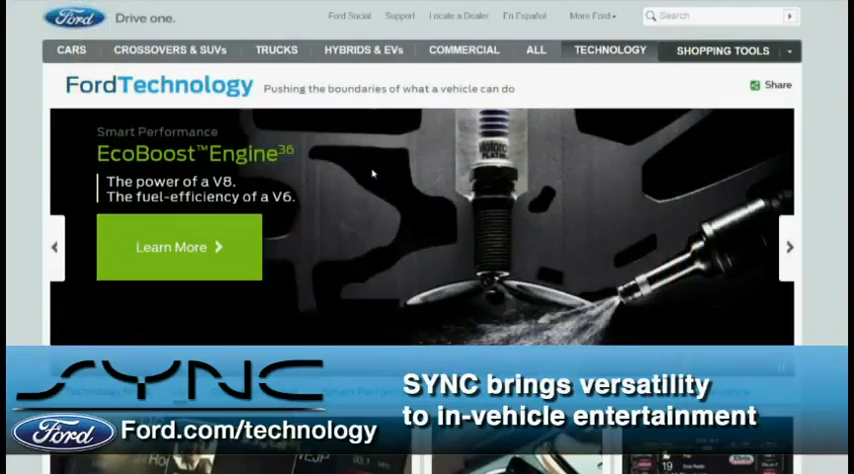 Ford
Drive one.
Ford Social Support Locate a Dealer En Español More Ford
Search
CARS CROSSOVERS & SUVs TRUCKS HYBRIDS & EVs COMMERCIAL ALL TECHNOLOGY SHOPPING TOOLS
FordTechnology Pushing the boundaries of what a vehicle can do
Share
Smart Performance
EcoBoost™Engine36
The power of a V8.
The fuel-efficiency of a V6.
Learn More
SYNC
SYNC brings versatility
to in-vehicle entertainment
Ford
Ford.com/technology